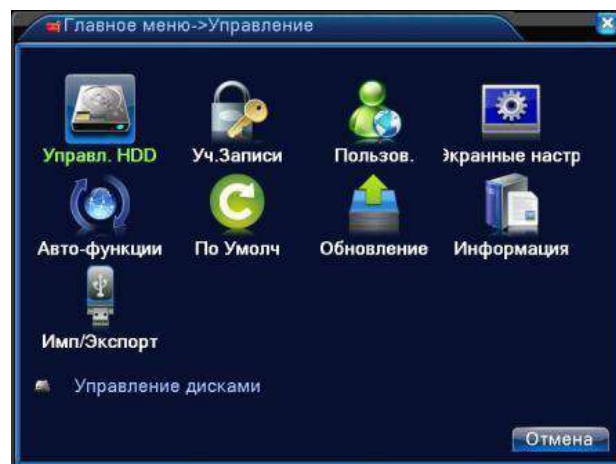 Главное меню->Управление
Управл. HDD Уч.Записи Пользов. Экранные настр
Авто-функции По Умолч Обновление Информация
Имп/Экспорт
Управление дисками
Отмена